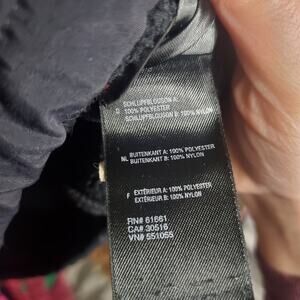 SCHLUPFBLOUSON A:
D 100% POLYESTER
SCHLUPFBLOUSON B: 100% NYLON
NL BUITENKANT A: 100% POLYESTER
BUITENKANT B: 100% NYLON
F EXTÉRIEUR A: 100% POLYESTER
EXTÉRIEUR B: 100% NYLON
RN# 61661
CA# 30516
VN# 551055